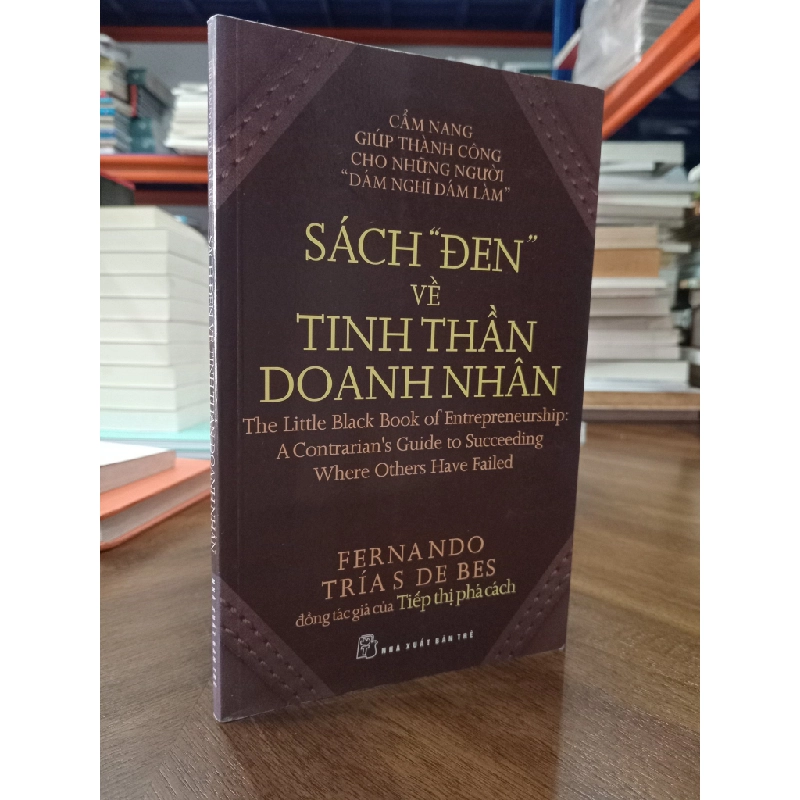 CẨM NANG
GIÚP THÀNH CÔNG
CHO NHỮNG NGƯỜI
"DÁM NGHĨ DÁM LÀM"
SÁCH "ĐEN"
VỀ
TINH THẦN
DOANH NHÂN
The Little Black Book of Entrepreneurship:
A Contrarian's Guide to Succeeding
Where Others Have Failed
FERNANDO
TRÍAS DE BES
đồng tác giả của Tiếp thị phá cách
NHÀ XUẤT BẢN TRẺ